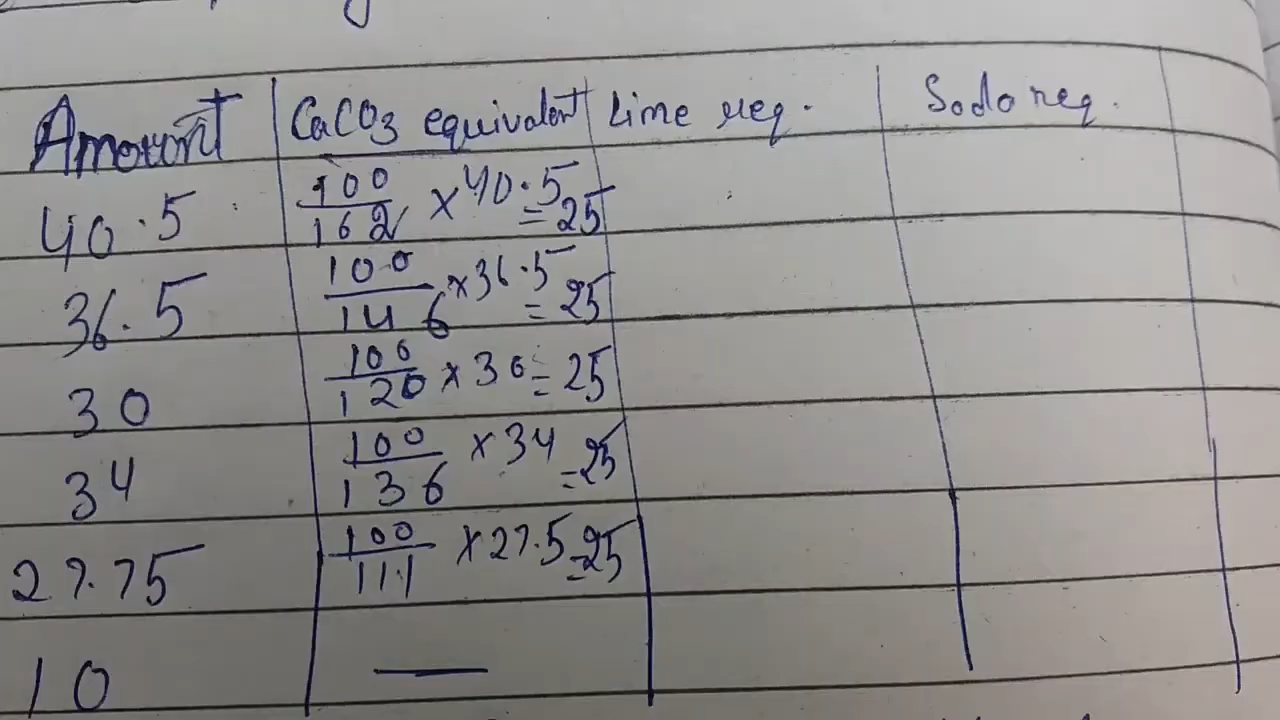 Amount CaCO3 equivalent Lime req. Soda req.
40.5 100/162 x 40.5 = 25
36.5 100/146 x 36.5 = 25
30 100/120 x 30 = 25
34 100/136 x 34 = 25
27.75 100/111 x 27.5 = 25
10 —